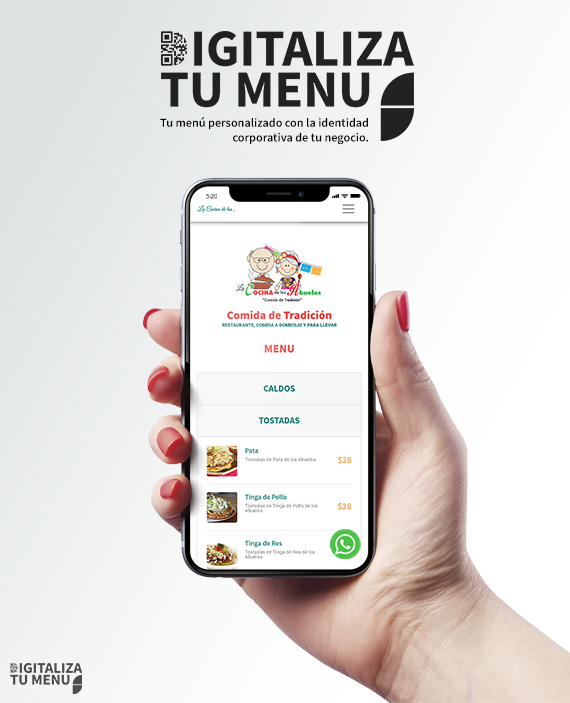 DIGITALIZA
TU MENU
Tu menú personalizado con la identidad
corporativa de tu negocio.
5:20
La Cocina de los
La COCINA de los Abuelos
"Comida de Tradición"
Comida de Tradición
RESTAURANTE, COMIDA A DOMICILIO Y PARA LLEVAR
MENU
CALDOS
TOSTADAS
Pata
Tostadas de Pata de los Abuelos
$28
Tinga de Pollo
Tostadas de Tinga de Pollo de los
Abuelos
$28
Tinga de Res
Tostadas de Tinga de Res de los
Abuelos
DIGITALIZA
TU MENU